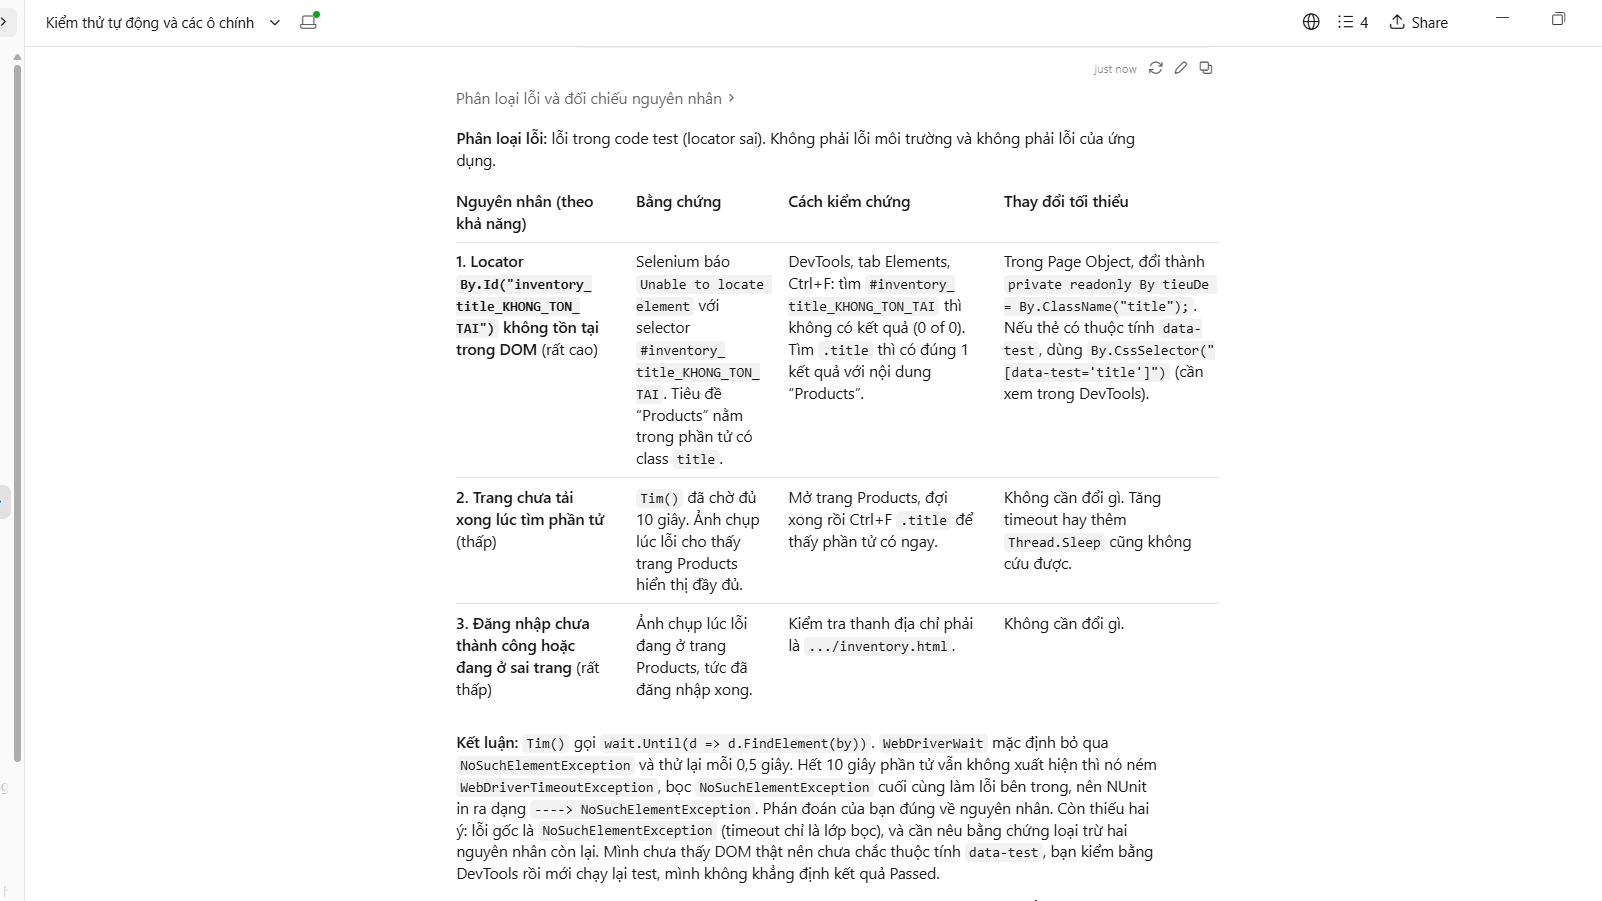 Kiểm thử tự động và các ô chính
4
Share
just now
Phân loại lỗi và đối chiếu nguyên nhân
Phân loại lỗi: lỗi trong code test (locator sai). Không phải lỗi môi trường và không phải lỗi của ứng
dụng.
Nguyên nhân (theo
khả năng)
Bằng chứng
Cách kiểm chứng
Thay đổi tối thiểu
1. Locator
By.Id("inventory_
title_KHONG_TON_
TAI") không tồn tại
trong DOM (rất cao)
Selenium báo
Unable to locate
element với
selector
#inventory_
title_KHONG_TON_
TAI. Tiêu đề
“Products” nằm
trong phần tử có
class title.
DevTools, tab Elements,
Ctrl+F: tìm #inventory_
title_KHONG_TON_TAI thì
không có kết quả (0 of 0).
Tìm .title thì có đúng 1
kết quả với nội dung
“Products”.
Trong Page Object, đổi thành
private readonly By tieuDe
= By.ClassName("title");.
Nếu thẻ có thuộc tính data-
test, dùng By.CssSelector("
[data-test='title']") (cần
xem trong DevTools).
2. Trang chưa tải
xong lúc tìm phần tử
(thấp)
Tim() đã chờ đủ
10 giây. Ảnh chụp
lúc lỗi cho thấy
trang Products
hiển thị đầy đủ.
Mở trang Products, đợi
xong rồi Ctrl+F .title để
thấy phần tử có ngay.
Không cần đổi gì. Tăng
timeout hay thêm
Thread.Sleep cũng không
cứu được.
3. Đăng nhập chưa
thành công hoặc
đang ở sai trang (rất
thấp)
Ảnh chụp lúc lỗi
đang ở trang
Products, tức đã
đăng nhập xong.
Kiểm tra thanh địa chỉ phải
là .../inventory.html.
Không cần đổi gì.
Kết luận: Tim() gọi wait.Until(d => d.FindElement(by)). WebDriverWait mặc định bỏ qua
NoSuchElementException và thử lại mỗi 0,5 giây. Hết 10 giây phần tử vẫn không xuất hiện thì nó ném
WebDriverTimeoutException, bọc NoSuchElementException cuối cùng làm lỗi bên trong, nên NUnit
in ra dạng ----> NoSuchElementException. Phán đoán của bạn đúng về nguyên nhân. Còn thiếu hai
ý: lỗi gốc là NoSuchElementException (timeout chỉ là lớp bọc), và cần nêu bằng chứng loại trừ hai
nguyên nhân còn lại. Mình chưa thấy DOM thật nên chưa chắc thuộc tính data-test, bạn kiểm bằng
DevTools rồi mới chạy lại test, mình không khẳng định kết quả Passed.